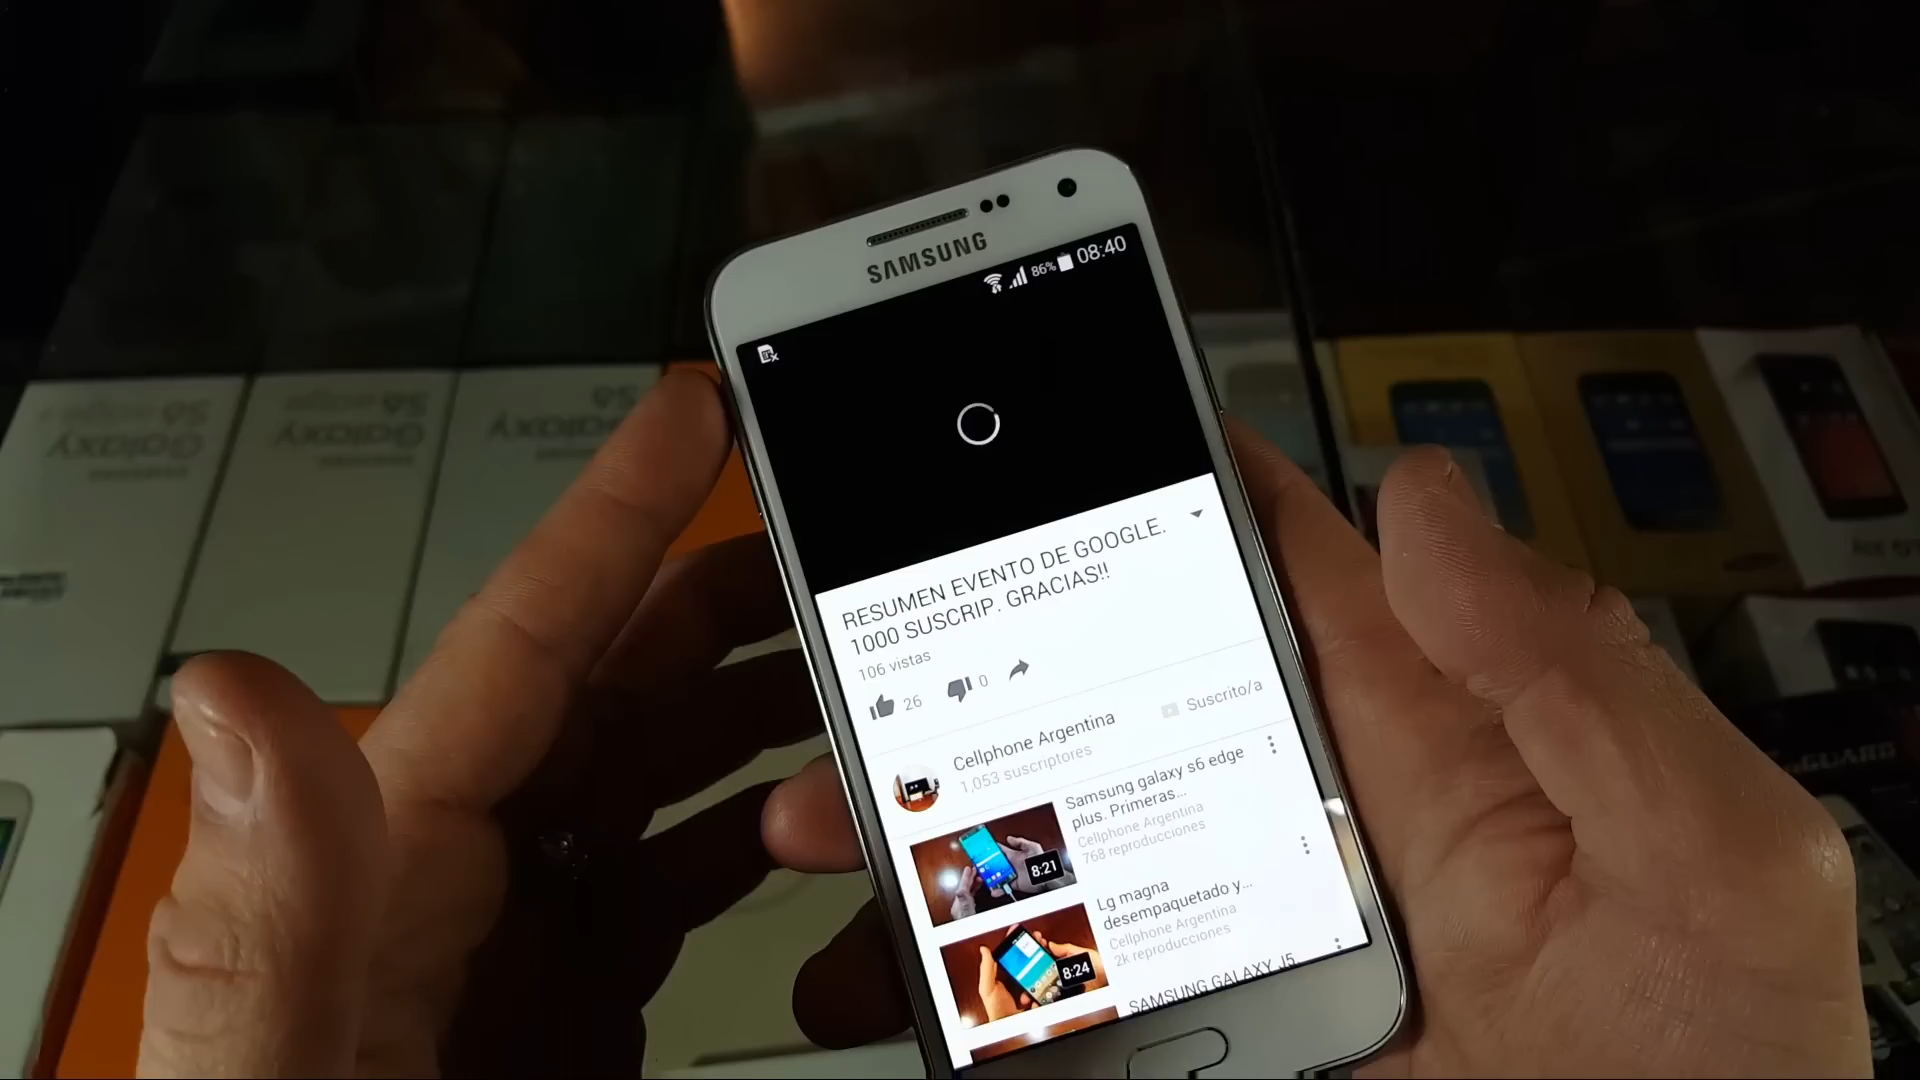 SAMSUNG
86% 08:40
RESUMEN EVENTO DE GOOGLE.
1000 SUSCRIP. GRACIAS!!
106 vistas
26 0
Cellphone Argentina
1,053 suscriptores
Suscrito/a
Samsung galaxy s6 edge
plus. Primeras...
Cellphone Argentina
768 reproducciones
8:21
Lg magna
desempaquetado y...
Cellphone Argentina
2k reproducciones
8:24
SAMSUNG GALAXY J5
Galaxy S6 edge
Galaxy S6 edge
Galaxy S6
GUARD